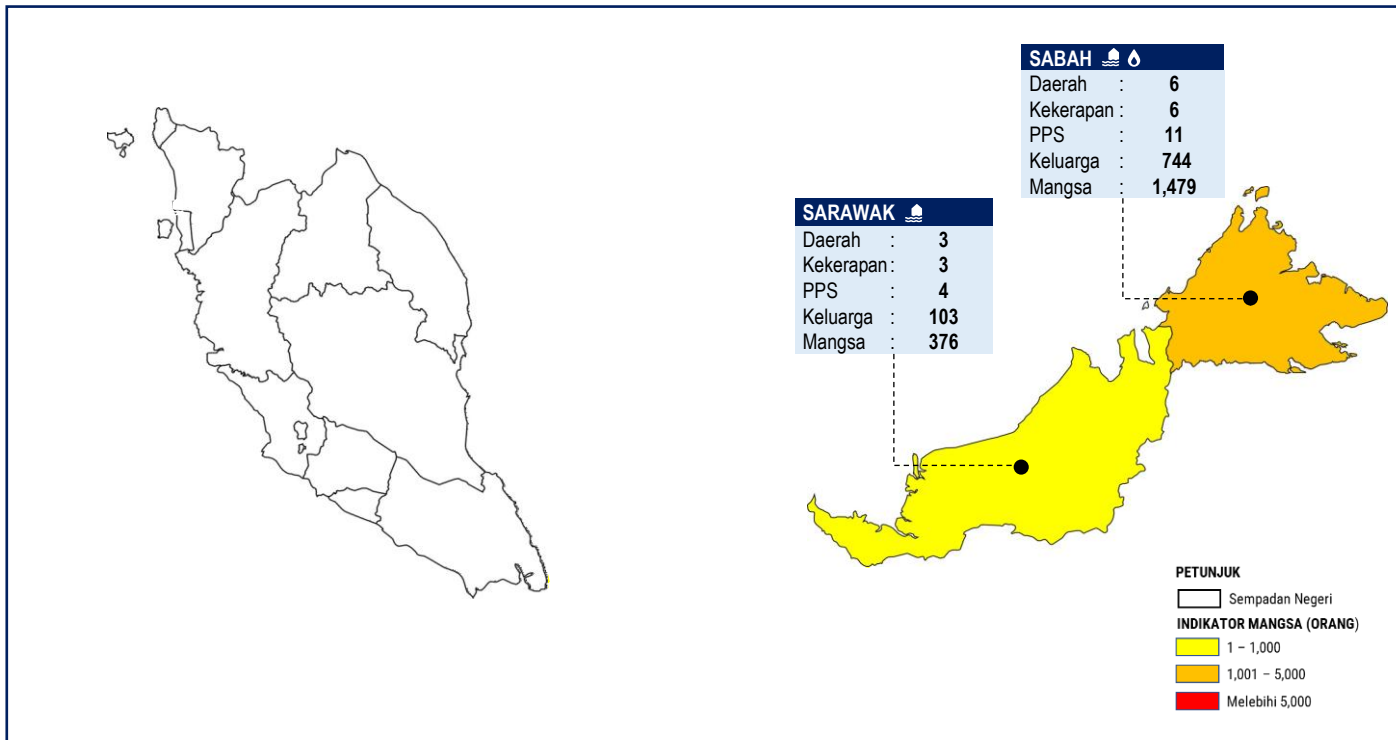 SABAH
Daerah : 6
Kekerapan : 6
PPS : 11
Keluarga : 744
Mangsa : 1,479
SARAWAK
Daerah : 3
Kekerapan : 3
PPS : 4
Keluarga : 103
Mangsa : 376
PETUNJUK
Sempadan Negeri
INDIKATOR MANGSA (ORANG)
1 – 1,000
1,001 – 5,000
Melebihi 5,000